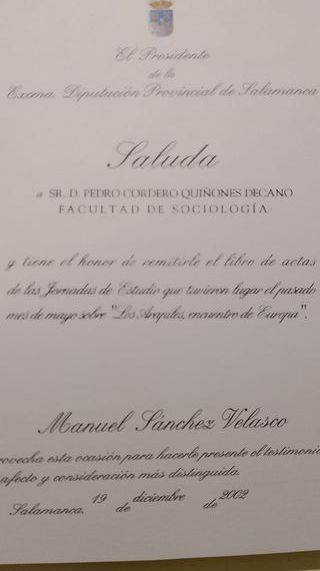 El Presidente
de la
Excma. Diputación Provincial de Salamanca
Saluda
a SR. D. PEDRO CORDERO QUIÑONES DECANO
FACULTAD DE SOCIOLOGÍA
y tiene el honor de remitirle el libro de actas
de las Jornadas de Estudio que tuvieron lugar el pasado
mes de mayo sobre "Los Arapiles, encuentro de Europa".
Manuel Sánchez Velasco
rovecha esta ocasión para hacerle presente el testimonio
afecto y consideración más distinguida.
Salamanca, 19 de diciembre de 2002